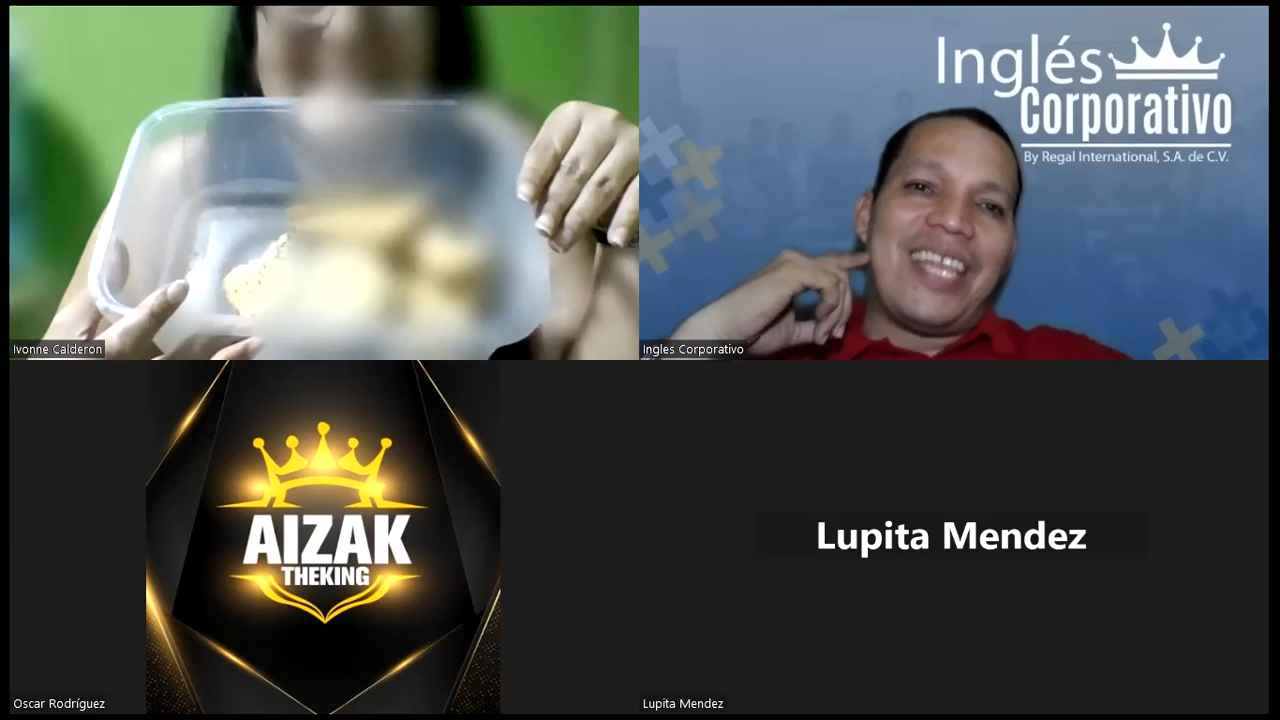 Inglés
Corporativo
By Regal International, S.A. de C.V.
Ivonne Calderon
Ingles Corporativo
AIZAK
THEKING
Lupita Mendez
Oscar Rodríguez
Lupita Mendez